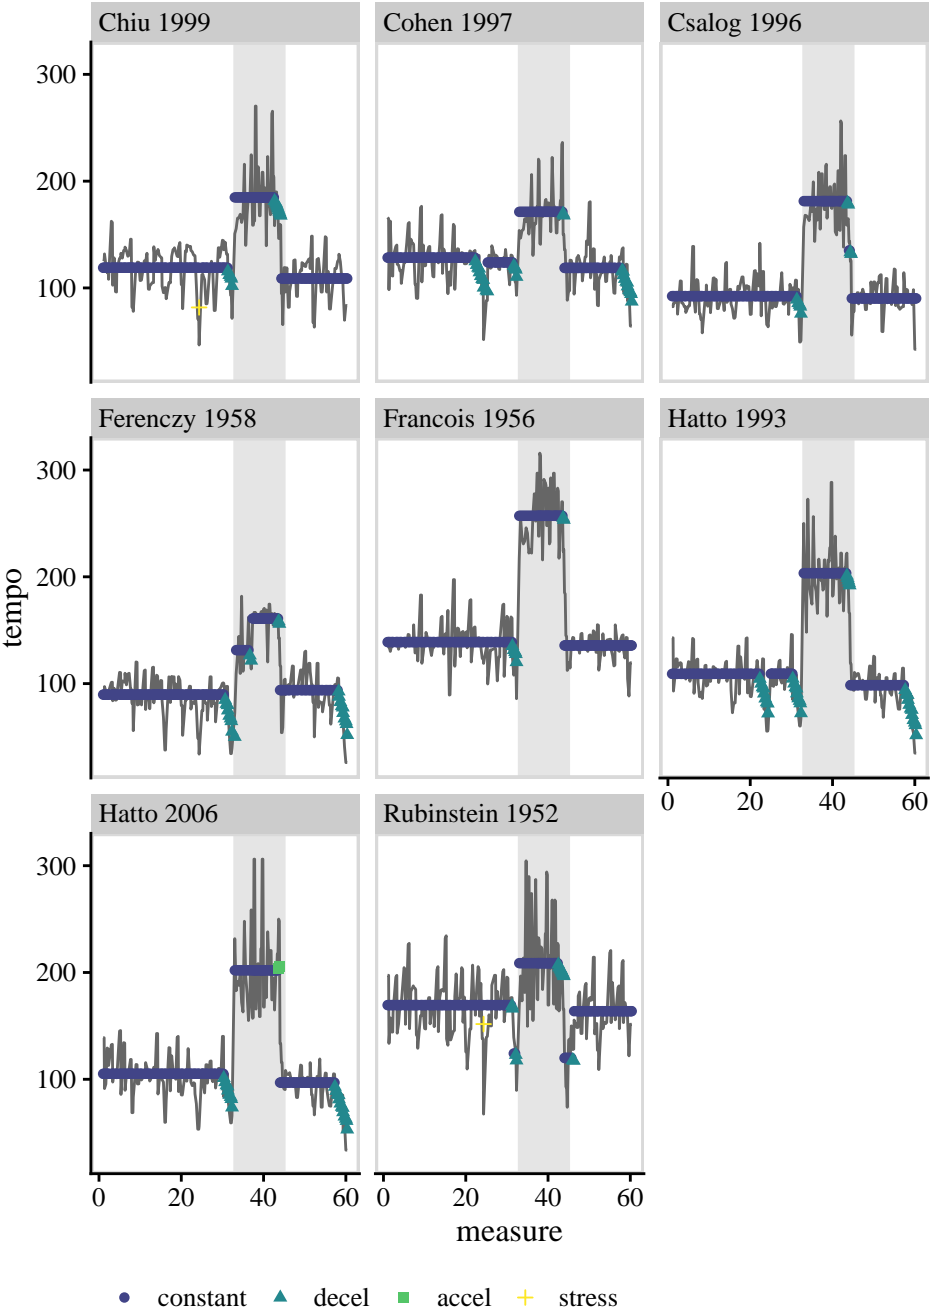 Chiu 1999 Cohen 1997 Csalog 1996
300
200
100
Ferenczy 1958 Francois 1956 Hatto 1993
300
200
100
tempo
0 20 40 60
Hatto 2006 Rubinstein 1952
300
200
100
0 20 40 60 0 20 40 60
measure
constant decel accel stress